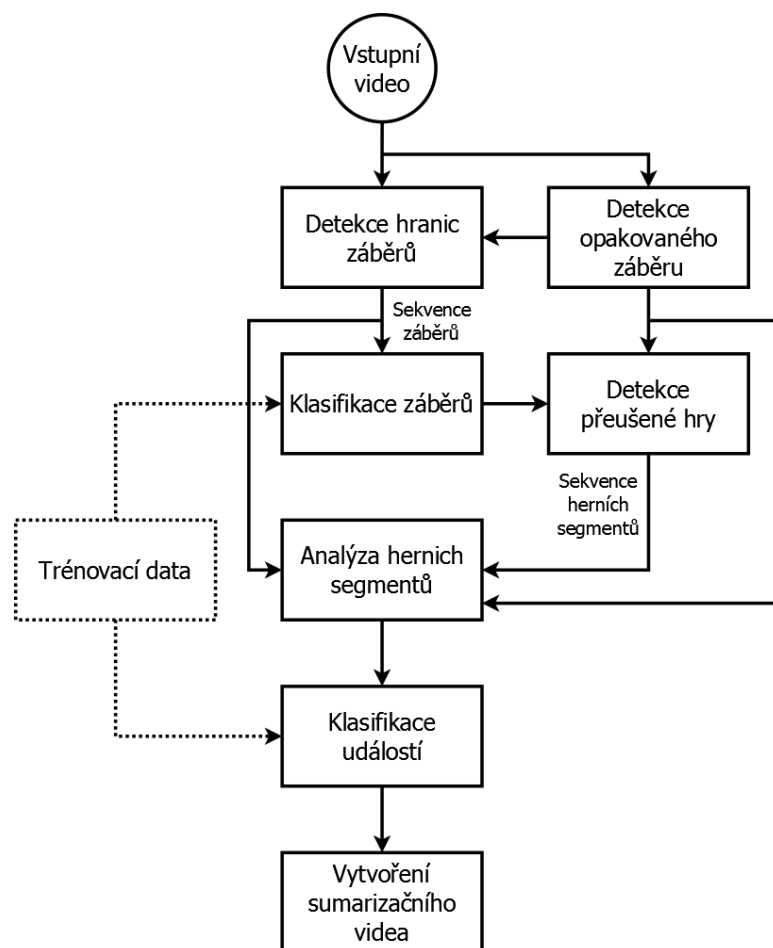 Vstupní
video
Detekce hranic
záběrů
Detekce
opakovaného
záběru
Sekvence
záběrů
Klasifikace záběrů
Detekce
přeušené hry
Sekvence
herních
segmentů
Trénovací data
Analýza hernich
segmentů
Klasifikace
událostí
Vytvoření
sumarizačního
videa